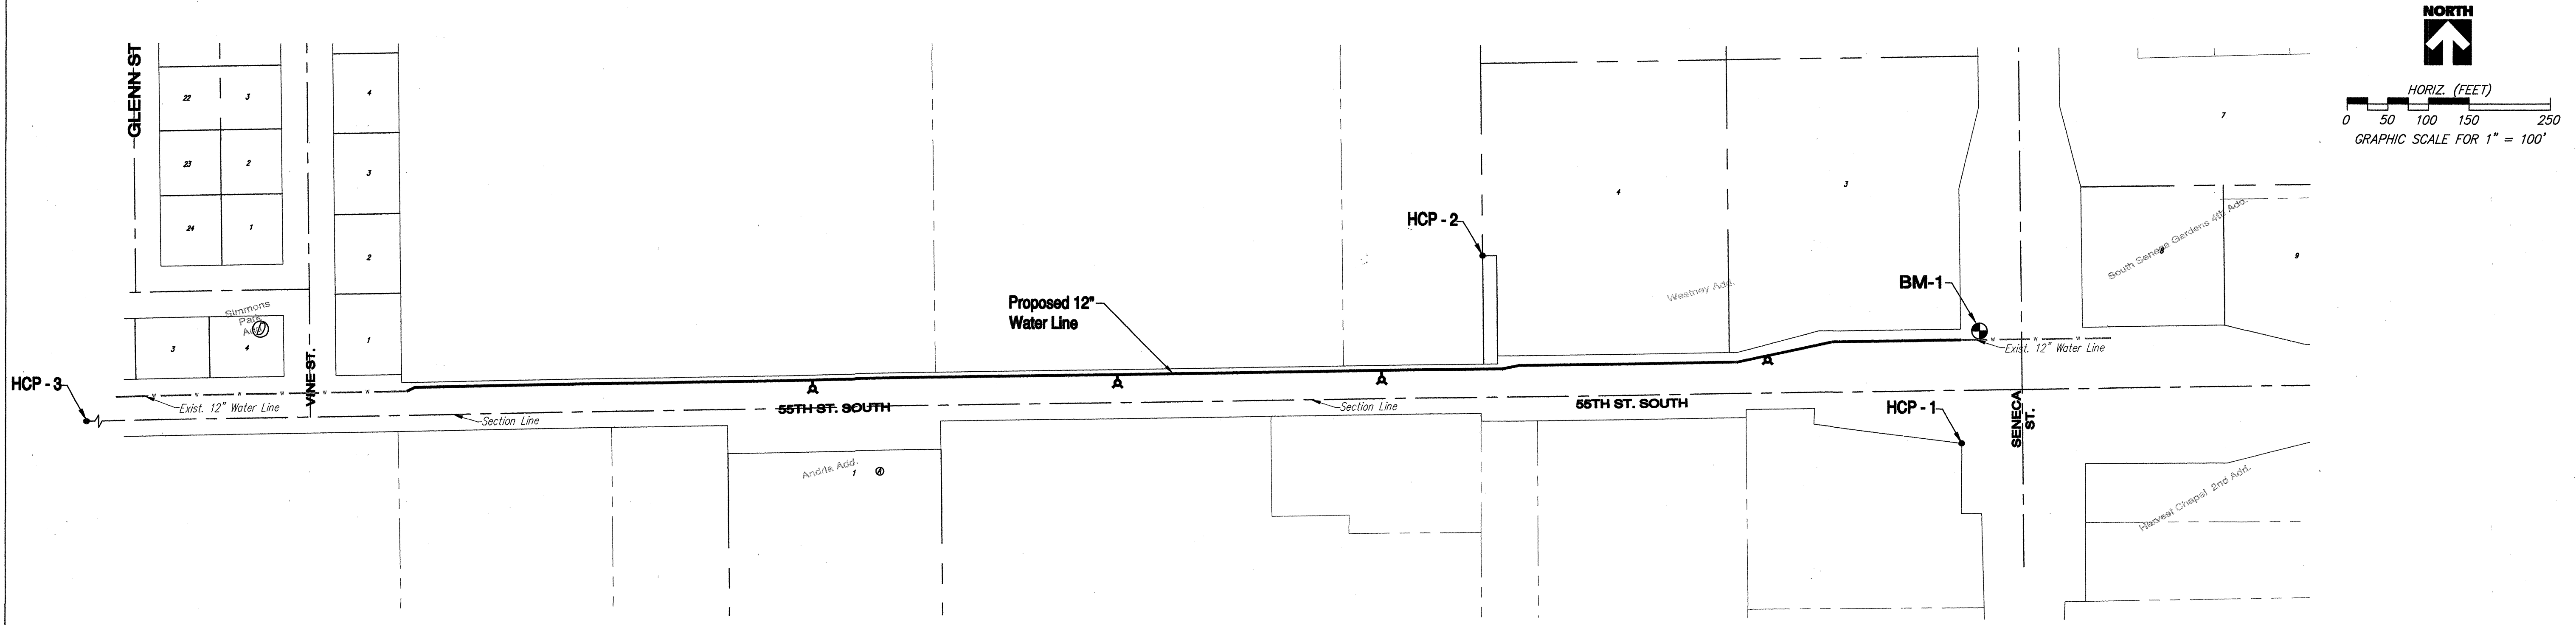 NORTH
HORIZ. (FEET)
0 50 100 150 250
GRAPHIC SCALE FOR 1" = 100'
GLENN ST
22
3
23
2
24
1
4
3
2
1
Simmons
Park
Add.
3
4
VINE ST.
HCP - 3
Exist. 12" Water Line
W W W W W
Section Line
Proposed 12"
Water Line
HCP - 2
4
3
Westney Add.
BM-1
Exist. 12" Water Line
W W W
7
8
9
South Seneca Gardens 4th Add.
55TH ST. SOUTH
Section Line
55TH ST. SOUTH
HCP - 1
SENECA
ST.
Andria Add.
1
A
Harvest Chapel 2nd Add.